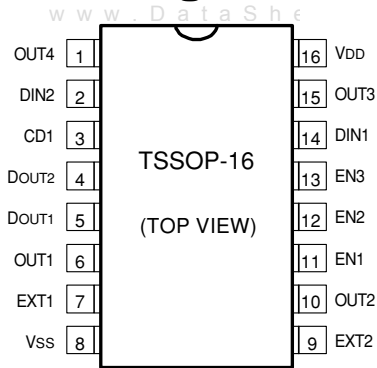 www.DataShe
OUT4 1 16 VDD
DIN2 2 15 OUT3
CD1 3 14 DIN1
DOUT2 4 13 EN3
DOUT1 5 12 EN2
OUT1 6 11 EN1
EXT1 7 10 OUT2
VSS 8 9 EXT2
TSSOP-16
(TOP VIEW)